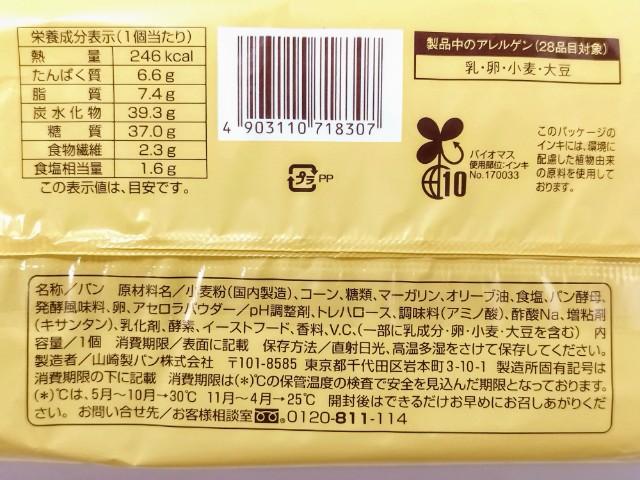 栄養成分表示(1個当たり)
熱量 246kcal
たんぱく質 6.6g
脂質 7.4g
炭水化物 39.3g
糖質 37.0g
食物繊維 2.3g
食塩相当量 1.6g
この表示値は、目安です。
4 903110 718307
プラ PP
製品中のアレルゲン(28品目対象)
乳・卵・小麦・大豆
10
バイオマス
使用部位:インキ
No.170033
このパッケージの
インキには、環境に
配慮した植物由来
の原料を使用して
おります。
名称/パン 原材料名/小麦粉(国内製造)、コーン、糖類、マーガリン、オリーブ油、食塩、パン酵母、
発酵風味料、卵、アセロラパウダー/pH調整剤、トレハロース、調味料(アミノ酸)、酢酸Na、増粘剤
(キサンタン)、乳化剤、酵素、イーストフード、香料、V.C、(一部に乳成分・卵・小麦・大豆を含む) 内
容量/1個 消費期限/表面に記載 保存方法/直射日光、高温多湿をさけて保存してください。
製造者/山崎製パン株式会社 〒101-8585 東京都千代田区岩本町3-10-1 製造所固有記号は
消費期限の下に記載 消費期限は(*)℃の保管温度の検査で安全を見込んだ期限となっております。
(*)℃は、5月〜10月→30℃ 11月〜4月→25℃ 開封後はできるだけお早めにお召しあがりくだ
さい。 お問い合せ先/お客様相談室 0120-811-114